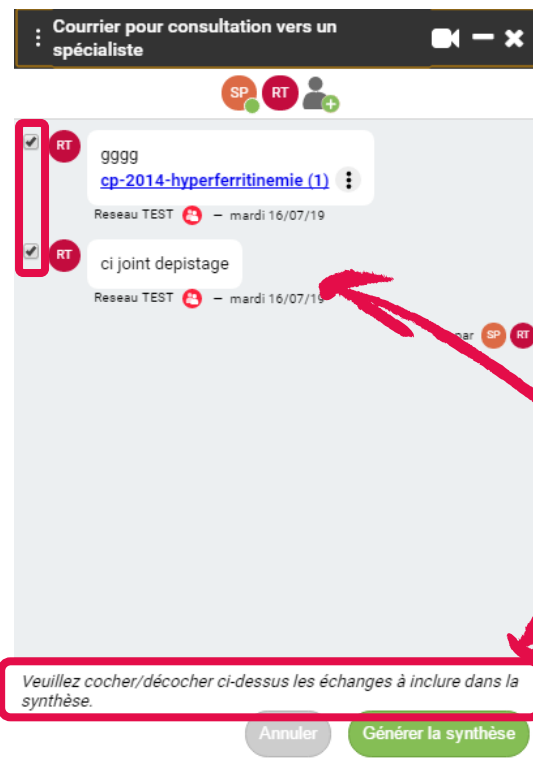 Courrier pour consultation vers un
spécialiste
SP RT
RT gggg
cp-2014-hyperferritinemie (1)
Reseau TEST – mardi 16/07/19
RT ci joint depistage
Reseau TEST – mardi 16/07/19
par SP RT
Veuillez cocher/décocher ci-dessus les échanges à inclure dans la
synthèse.
Annuler Générer la synthèse